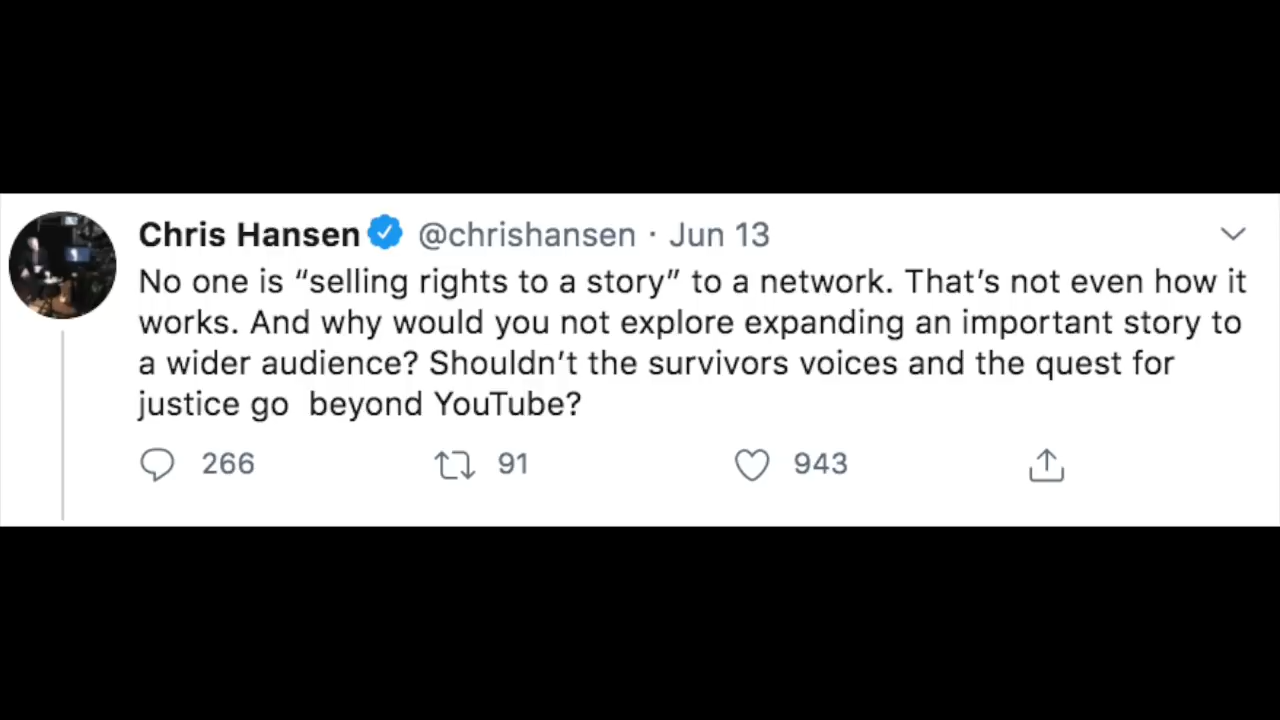 Chris Hansen @chrishansen · Jun 13
No one is “selling rights to a story” to a network. That’s not even how it
works. And why would you not explore expanding an important story to
a wider audience? Shouldn’t the survivors voices and the quest for
justice go  beyond YouTube?
266 91 943